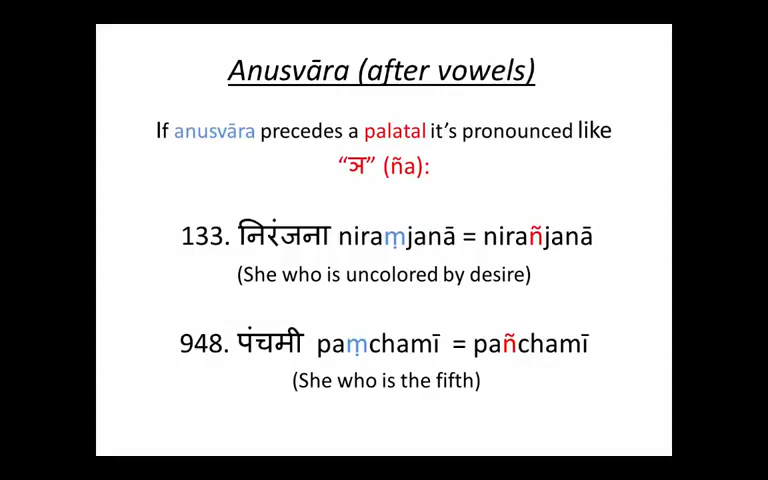 Anusvāra (after vowels)
If anusvāra precedes a palatal it’s pronounced like
“ञ” (ña):
133. निरंजना niraṃjanā = nirañjanā
(She who is uncolored by desire)
948. पंचमी paṃchamī = pañchamī
(She who is the fifth)